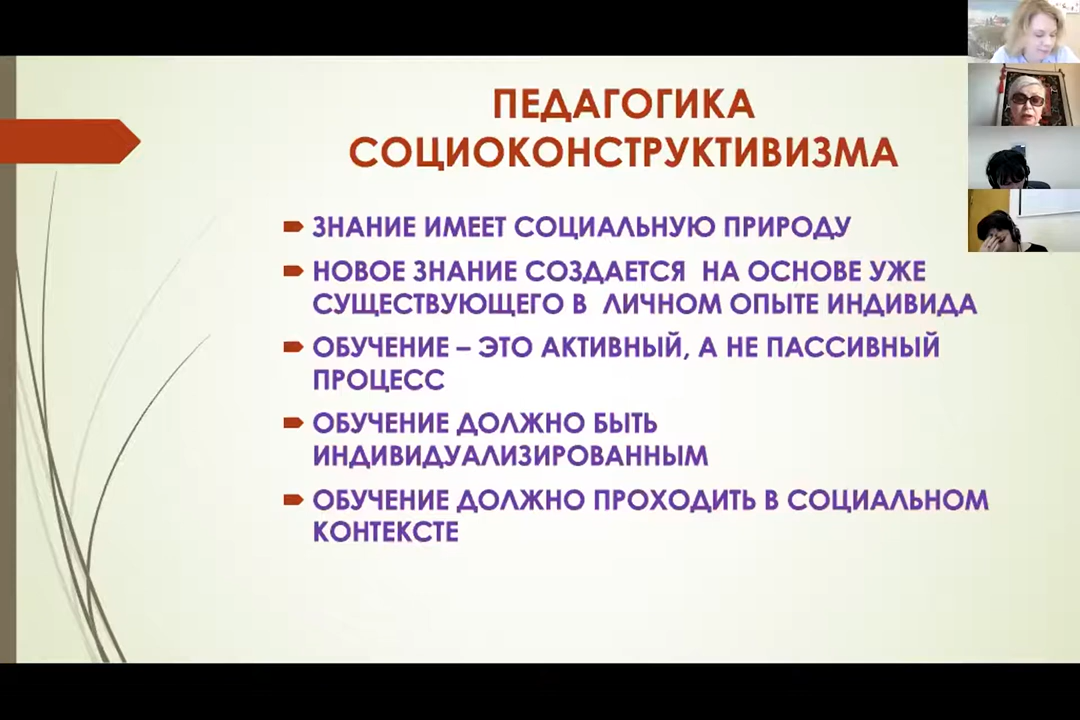 ПЕДАГОГИКА
СОЦИОКОНСТРУКТИВИЗМА
ЗНАНИЕ ИМЕЕТ СОЦИАЛЬНУЮ ПРИРОДУ
НОВОЕ ЗНАНИЕ СОЗДАЕТСЯ НА ОСНОВЕ УЖЕ
СУЩЕСТВУЮЩЕГО В ЛИЧНОМ ОПЫТЕ ИНДИВИДА
ОБУЧЕНИЕ – ЭТО АКТИВНЫЙ, А НЕ ПАССИВНЫЙ
ПРОЦЕСС
ОБУЧЕНИЕ ДОЛЖНО БЫТЬ
ИНДИВИДУАЛИЗИРОВАННЫМ
ОБУЧЕНИЕ ДОЛЖНО ПРОХОДИТЬ В СОЦИАЛЬНОМ
КОНТЕКСТЕ